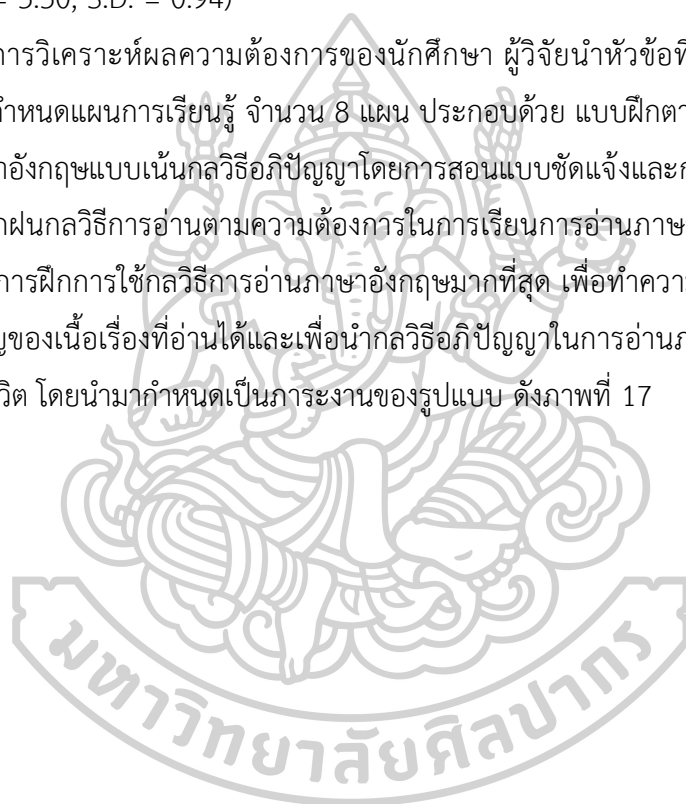 = 3.50, S.D. = 0.94)
การวิเคราะห์ผลความต้องการของนักศึกษา ผู้วิจัยนำหัวข้อที
กำหนดแผนการเรียนรู้ จำนวน 8 แผน ประกอบด้วย แบบฝึกตา
าอังกฤษแบบเน้นกลวิธีอภิปัญญาโดยการสอนแบบชัดแจ้งและก
กฝนกลวิธีการอ่านตามความต้องการในการเรียนการอ่านภาษ
การฝึกการใช้กลวิธีการอ่านภาษาอังกฤษมากที่สุด เพื่อทำควา
ญของเนื้อเรื่องที่อ่านได้และเพื่อนำกลวิธีอภิปัญญาในการอ่านภ
วิต โดยนำมากำหนดเป็นภาระงานของรูปแบบ ดังภาพที่ 17
มหาวิทยาลัยศิลปากร